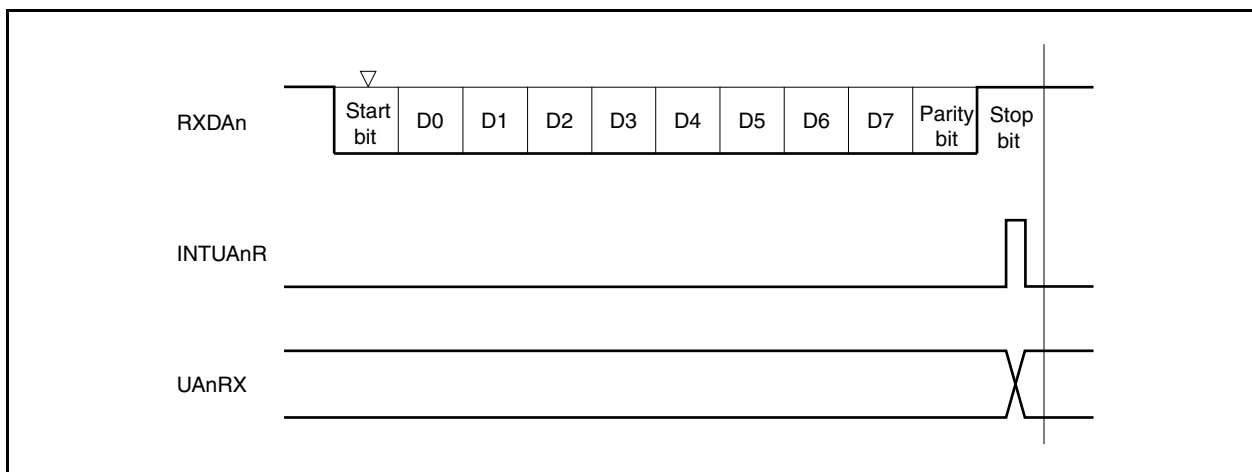 RXDAn
Start bit
D0
D1
D2
D3
D4
D5
D6
D7
Parity bit
Stop bit
INTUAnR
UAnRX